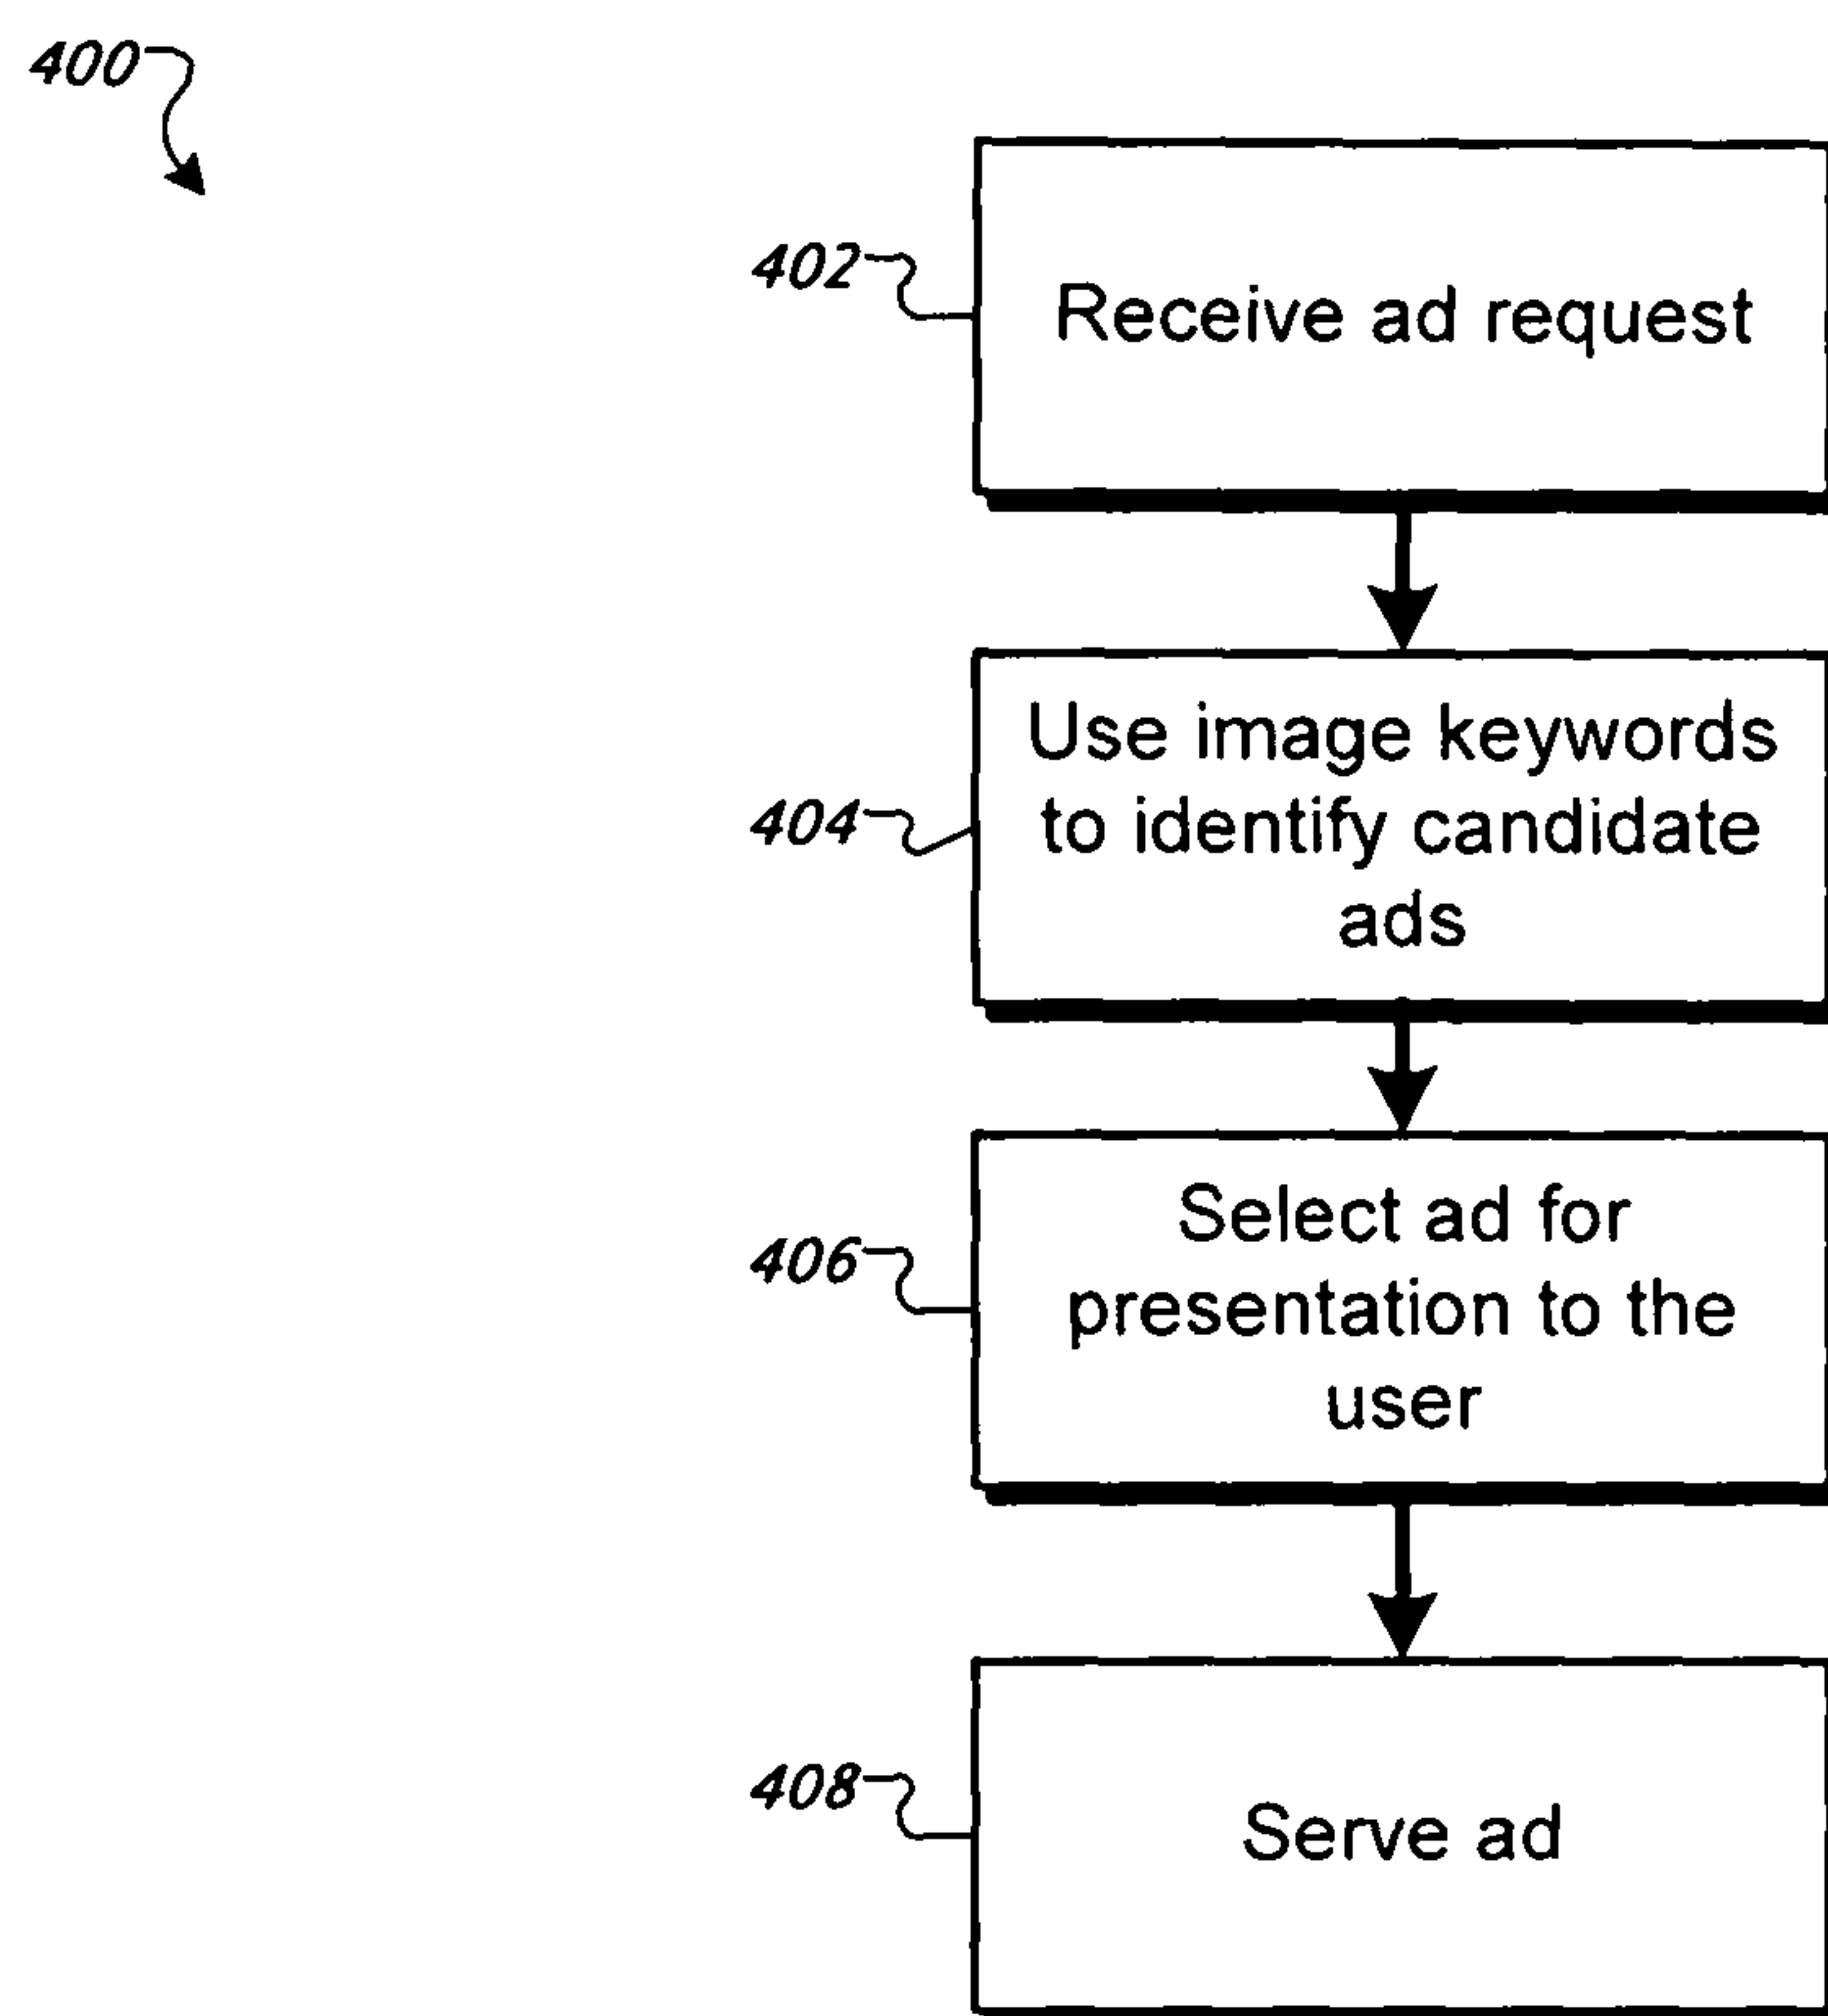 400
402
Receive ad request
Use image keywords
404
to identify candidate
ads
Select ad for
406
presentation to the
user
408
Serve ad